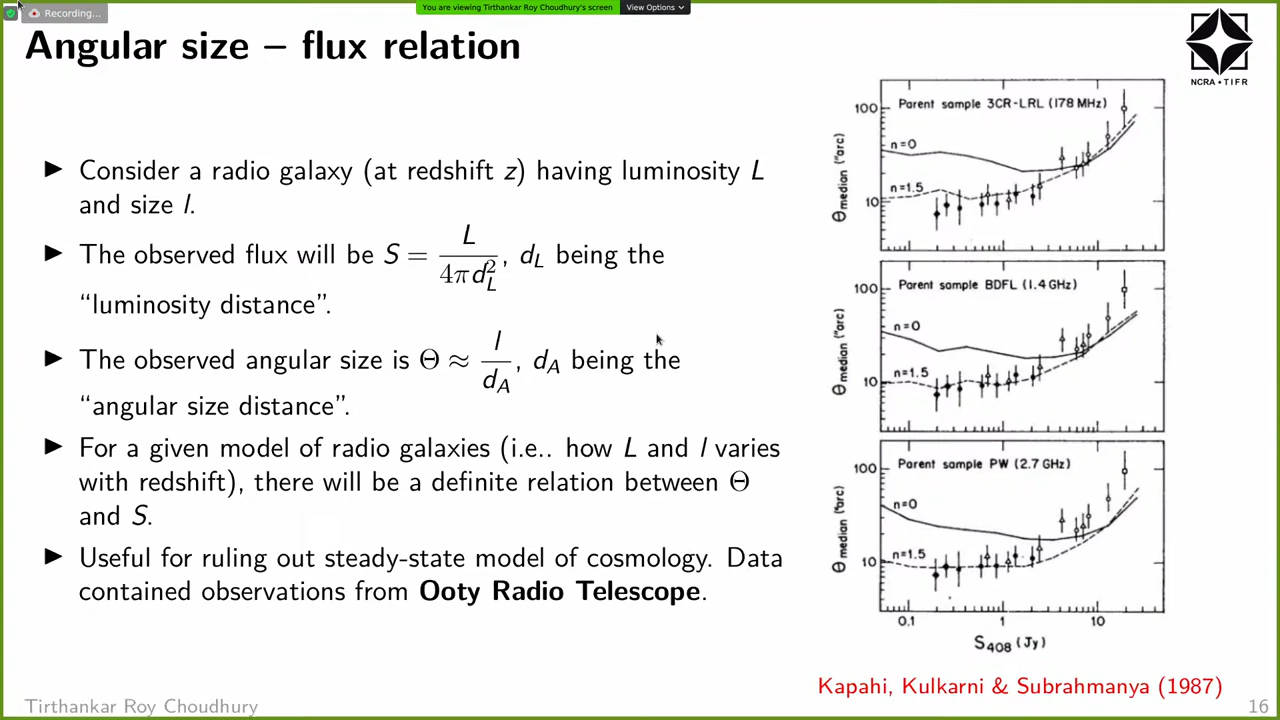 Recording...
You are viewing Tirthankar Roy Choudhury's screen
View Options
Angular size – flux relation
NCRA • TIFR
► Consider a radio galaxy (at redshift z) having luminosity L
and size l.
► The observed flux will be S = L / 4πd_L^2, d_L being the
“luminosity distance”.
► The observed angular size is Θ ≈ l / d_A, d_A being the
“angular size distance”.
► For a given model of radio galaxies (i.e.. how L and l varies
with redshift), there will be a definite relation between Θ
and S.
► Useful for ruling out steady-state model of cosmology. Data
contained observations from Ooty Radio Telescope.
Parent sample 3CR-LRL (178 MHz)
100
n=0
n=1.5
10
Θmedian ("arc)
Parent sample BDFL (1.4 GHz)
100
n=0
n=1.5
10
Θmedian ("arc)
Parent sample PW (2.7 GHz)
100
n=0
n=1.5
10
Θmedian ("arc)
0.1 1 10
S408 (Jy)
Kapahi, Kulkarni & Subrahmanya (1987)
Tirthankar Roy Choudhury
16